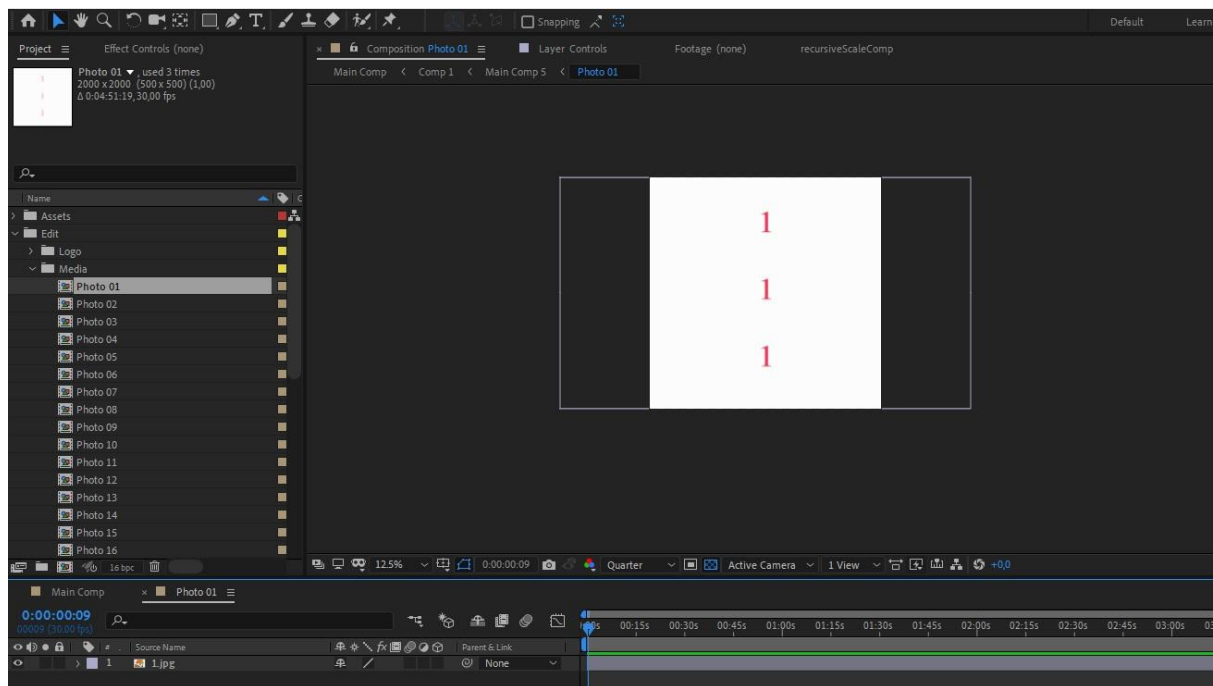 Snapping
Default
Learn
Project
Effect Controls (none)
Composition Photo 01
Layer Controls
Footage (none)
recursiveScaleComp
Photo 01 , used 3 times
2000 x 2000 (500 x 500) (1,00)
Δ 0:04:51:19, 30,00 fps
Main Comp
Comp 1
Main Comp 5
Photo 01
1
1
1
Name
Assets
Edit
Logo
Media
Photo 01
Photo 02
Photo 03
Photo 04
Photo 05
Photo 06
Photo 07
Photo 08
Photo 09
Photo 10
Photo 11
Photo 12
Photo 13
Photo 14
Photo 15
Photo 16
16 bpc
12.5%
0:00:00:09
Quarter
Active Camera
1 View
+0,0
Main Comp
Photo 01
0:00:00:09
00009 (30.00 fps)
00:15s 00:30s 00:45s 01:00s 01:15s 01:30s 01:45s 02:00s 02:15s 02:30s 02:45s 03:00s
# . Source Name
Parent & Link
1 1.jpg
None